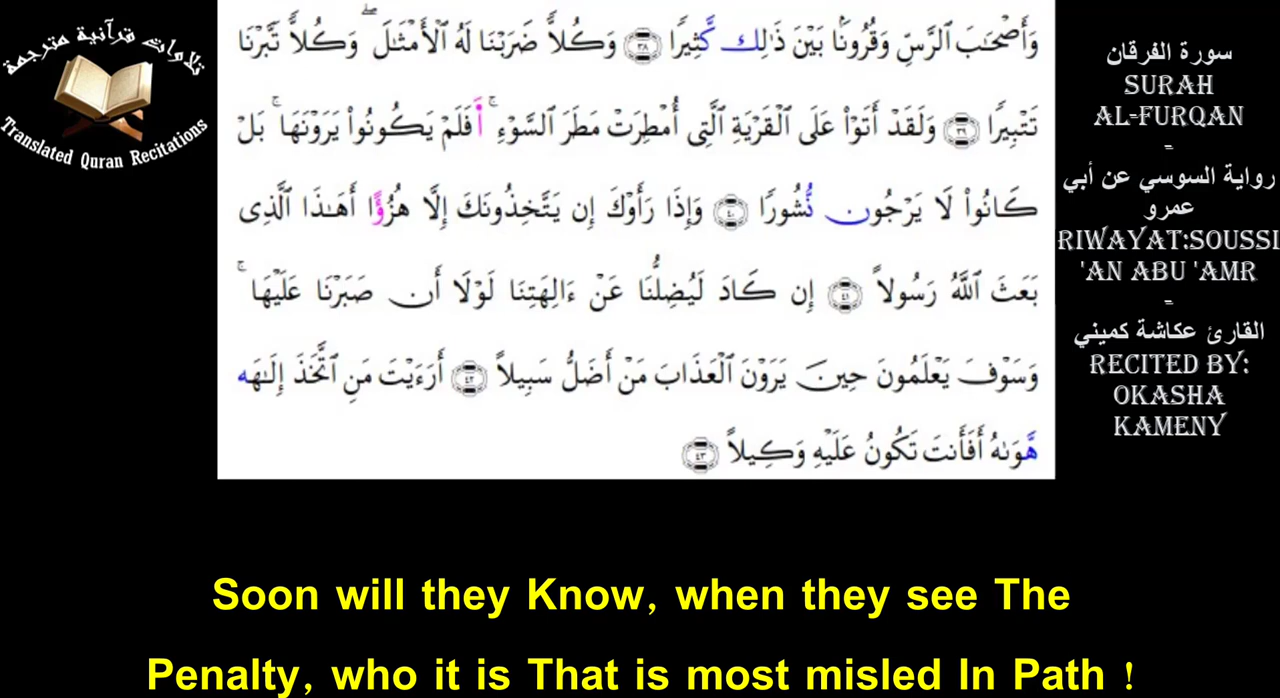 تلاوات قرآنية مترجمة
Translated Quran Recitations
وَأَصْحَٰبَ ٱلرَّسِّ وَقُرُونَۢا بَيْنَ ذَٰلِك كَّثِيرًا ٣٨ وَكُلًّا ضَرَبْنَا لَهُ ٱلْأَمْثَٰلَ ۖ وَكُلًّا تَبَّرْنَا
تَتْبِيرًا ٣٩ وَلَقَدْ أَتَوْا۟ عَلَى ٱلْقَرْيَةِ ٱلَّتِى أُمْطِرَتْ مَطَرَ ٱلسَّوْءِ ۚ أَفَلَمْ يَكُونُوا۟ يَرَوْنَهَا ۚ بَلْ
كَانُوا۟ لَا يَرْجُون نُّشُورًا ٤٠ وَإِذَا رَأَوْكَ إِن يَتَّخِذُونَكَ إِلَّا هُزُؤًا أَهَٰذَا ٱلَّذِى
بَعَثَ ٱللَّهُ رَسُولًا ٤١ إِن كَادَ لَيُضِلُّنَا عَنْ ءَالِهَتِنَا لَوْلَا أَن صَبَرْنَا عَلَيْهَا ۚ
وَسَوْفَ يَعْلَمُونَ حِينَ يَرَوْنَ ٱلْعَذَابَ مَنْ أَضَلُّ سَبِيلًا ٤٢ أَرَءَيْتَ مَنِ ٱتَّخَذَ إِلَٰهَه
هَّوَىٰهُ أَفَأَنتَ تَكُونُ عَلَيْهِ وَكِيلًا ٤٣
سورة الفرقان
SURAH
AL-FURQAN
-
رواية السوسي عن أبي
عمرو
RIWAYAT:SOUSSI
'AN ABU 'AMR
-
القارئ عكاشة كميني
RECITED BY:
OKASHA
KAMENY
Soon will they Know, when they see The
Penalty, who it is That is most misled In Path !